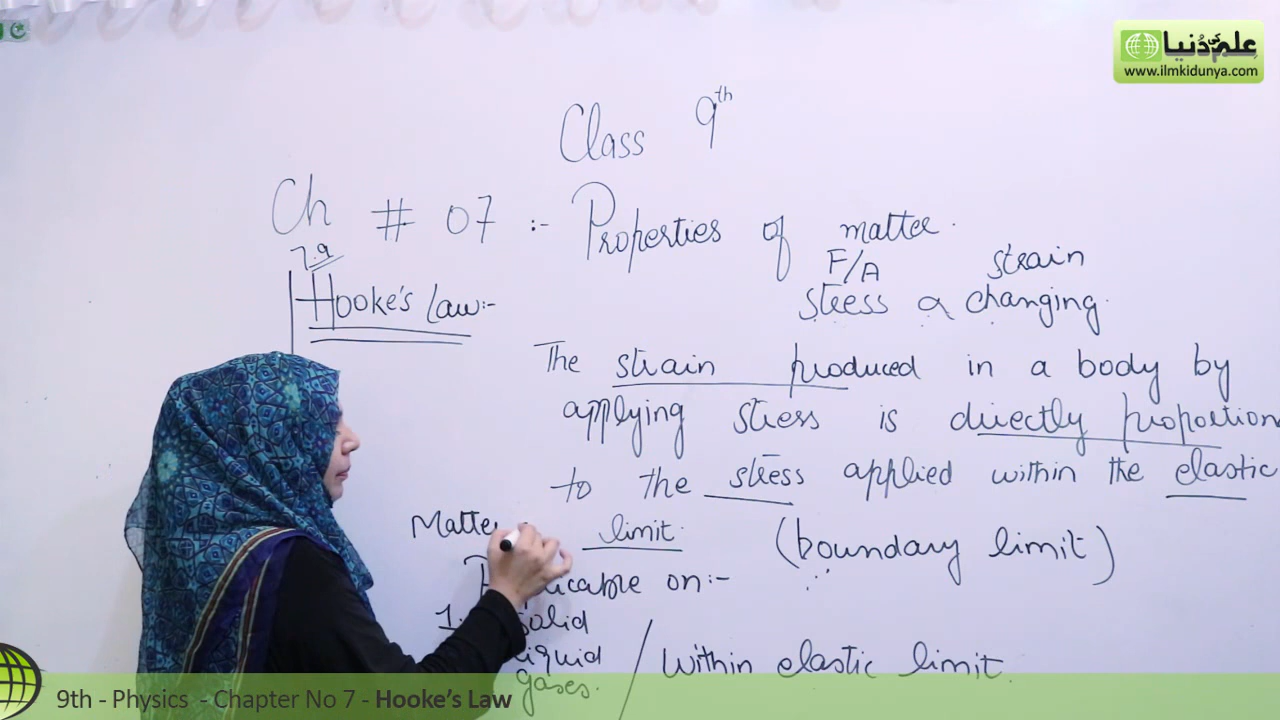 علم کی دُنیا
www.ilmkidunya.com
Class 9th
Ch # 07 :- Properties of matter.
7.9
F/A strain
Hooke's Law:-
stress α changing.
The strain produced in a body by
applying stress is directly proportion
to the stress applied within the elastic
limit. (boundary limit)
Matter
on:-
1. solid
liquid / within elastic limit.
gases.
9th - Physics - Chapter No 7 - Hooke's Law